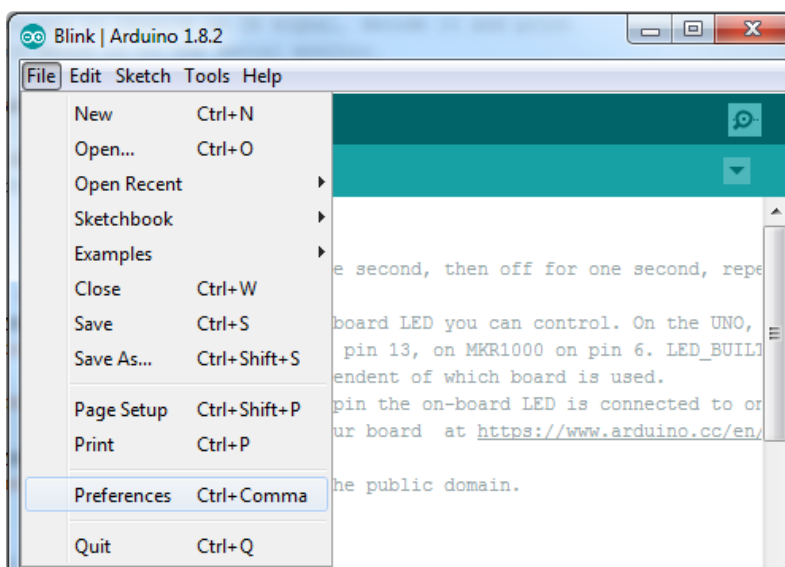 Blink | Arduino 1.8.2
File Edit Sketch Tools Help
New Ctrl+N
Open... Ctrl+O
Open Recent
Sketchbook
Examples
e second, then off for one second, repe
Close Ctrl+W
Save Ctrl+S
board LED you can control. On the UNO,
Save As... Ctrl+Shift+S
pin 13, on MKR1000 on pin 6. LED_BUILT
endent of which board is used.
Page Setup Ctrl+Shift+P
pin the on-board LED is connected to on
Print Ctrl+P
ur board at https://www.arduino.cc/en/
Preferences Ctrl+Comma
he public domain.
Quit Ctrl+Q